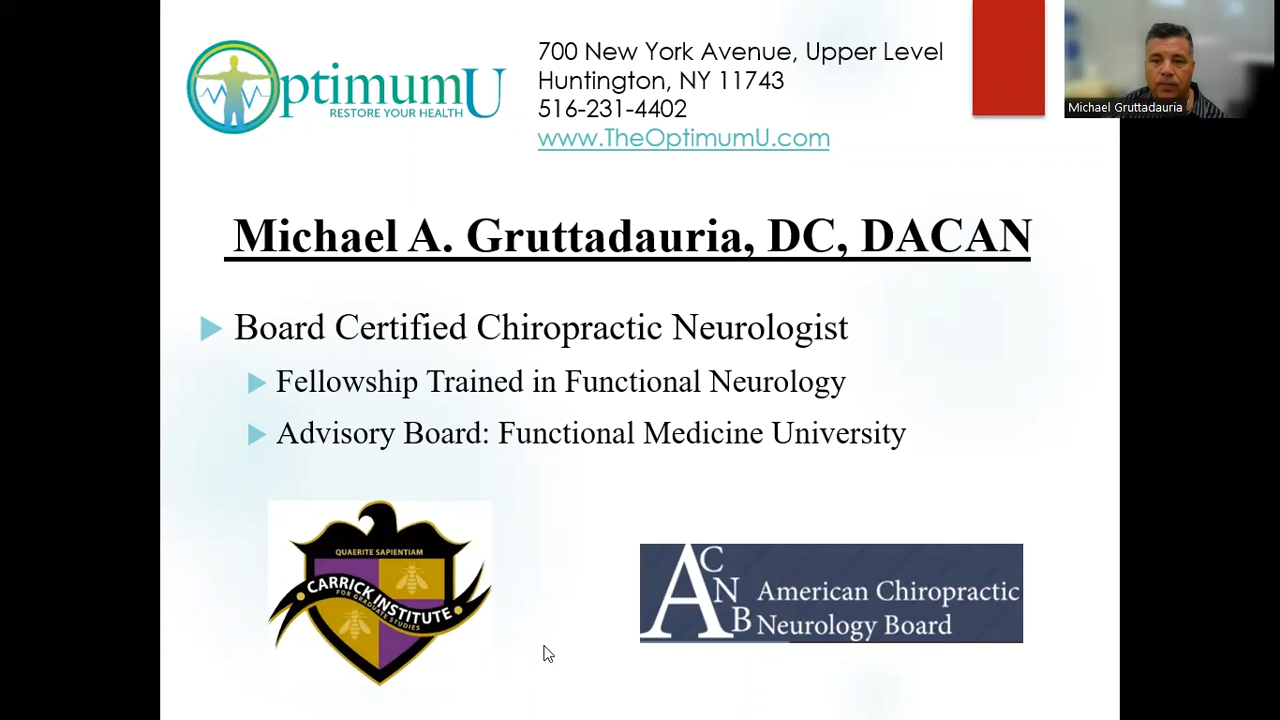 OptimumU
RESTORE YOUR HEALTH
700 New York Avenue, Upper Level
Huntington, NY 11743
516-231-4402
www.TheOptimumU.com
Michael Gruttadauria
Michael A. Gruttadauria, DC, DACAN
Board Certified Chiropractic Neurologist
Fellowship Trained in Functional Neurology
Advisory Board: Functional Medicine University
QUAERITE SAPIENTIAM
CARRICK INSTITUTE
FOR GRADUATE STUDIES
ACNB
American Chiropractic
Neurology Board